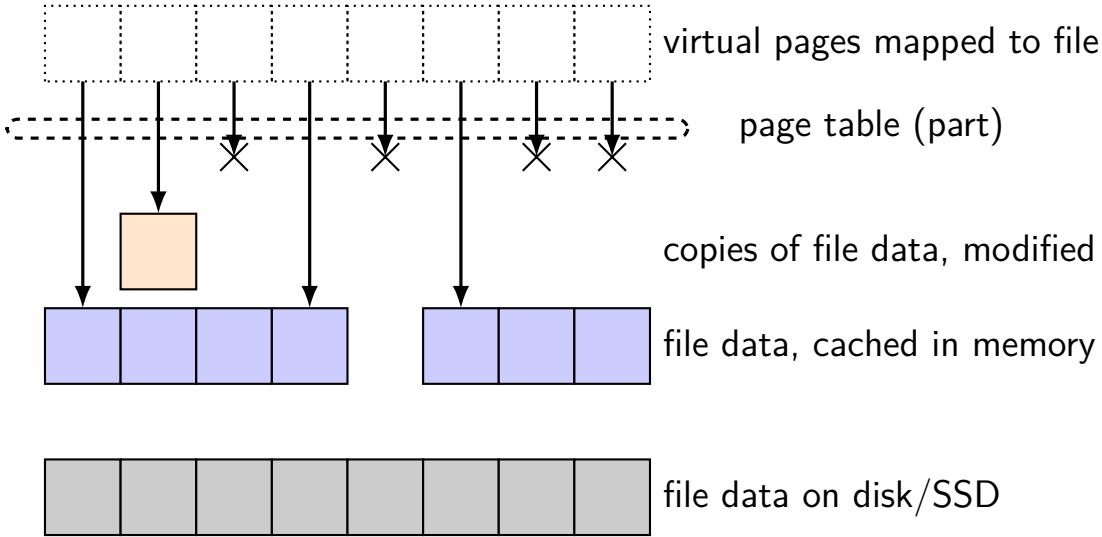 virtual pages mapped to file
page table (part)
copies of file data, modified
file data, cached in memory
file data on disk/SSD